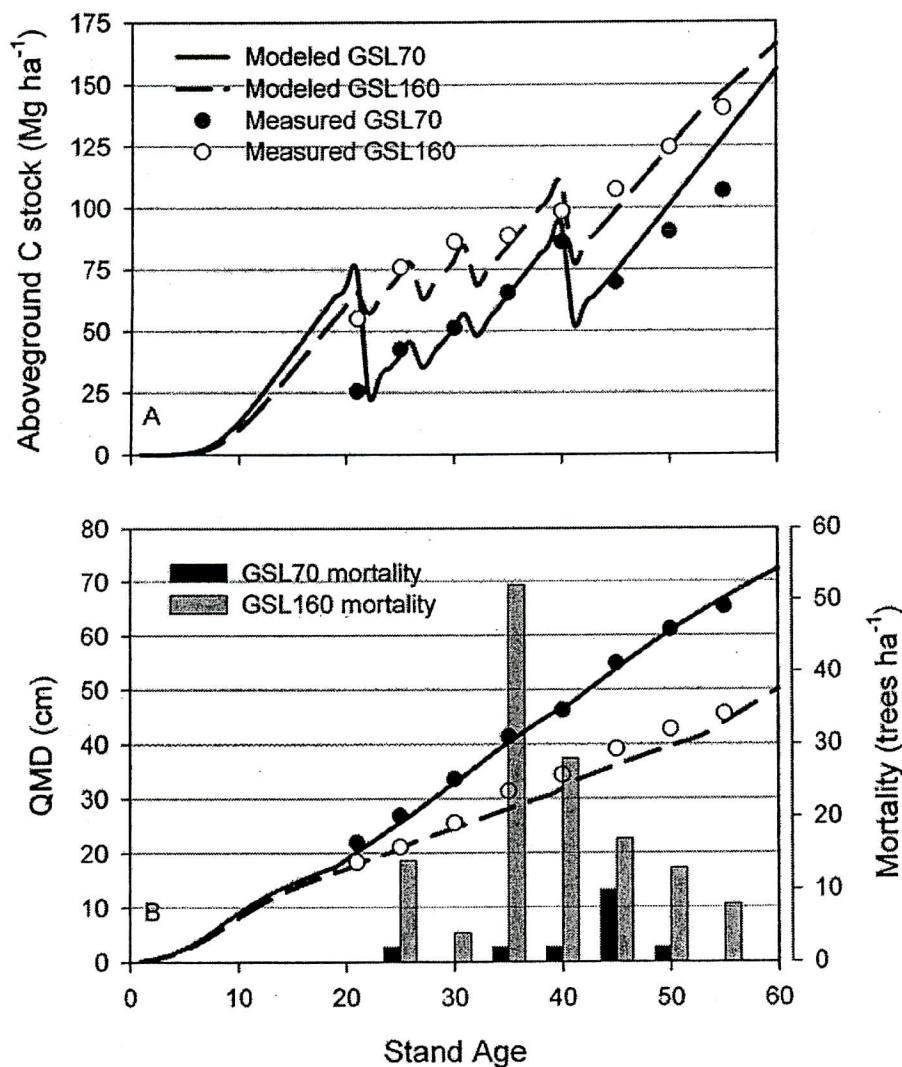 Aboveground C stock (Mg ha⁻¹)
175
150
125
100
75
50
25
0
Modeled GSL70
Modeled GSL160
Measured GSL70
Measured GSL160
A
QMD (cm)
80
70
60
50
40
30
20
10
0
GSL70 mortality
GSL160 mortality
B
60
50
40
30
20
10
0
Mortality (trees ha⁻¹)
0 10 20 30 40 50 60
Stand Age